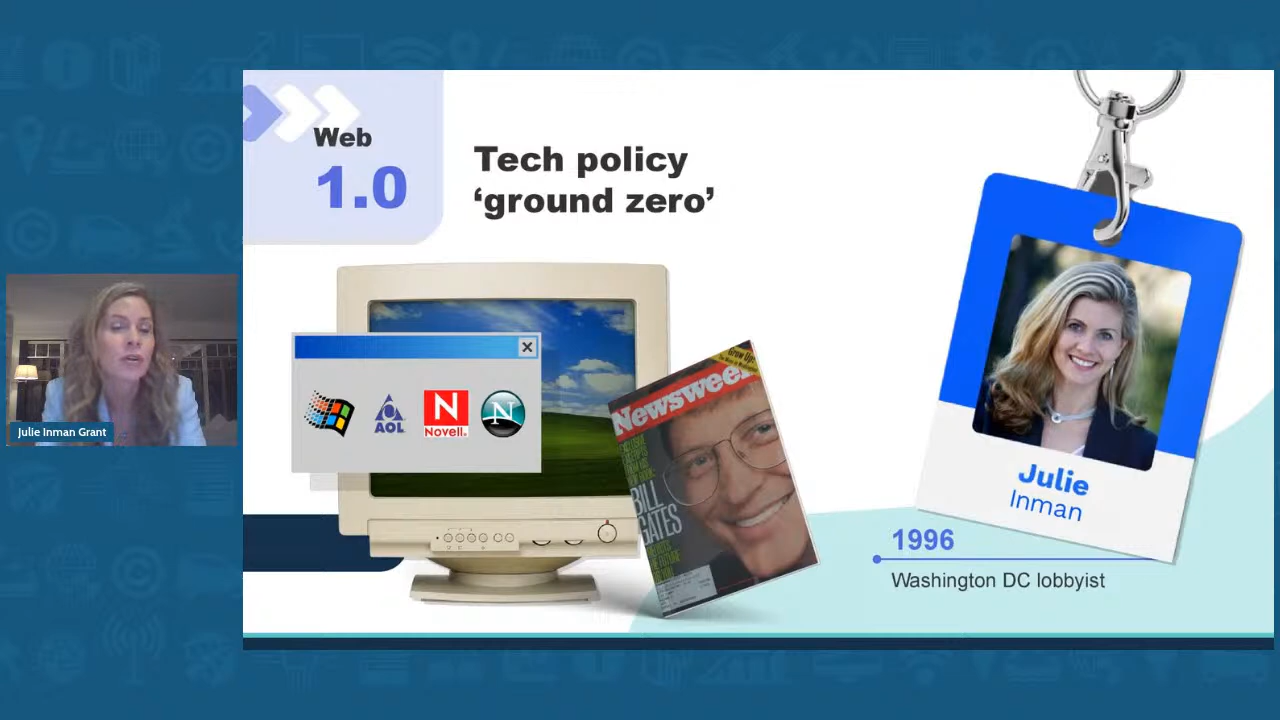 Web
1.0
Tech policy
‘ground zero’
AOL
N
Novell.
N
Newsweek
BILL
GATES
Julie
Inman
1996
Washington DC lobbyist
Julie Inman Grant